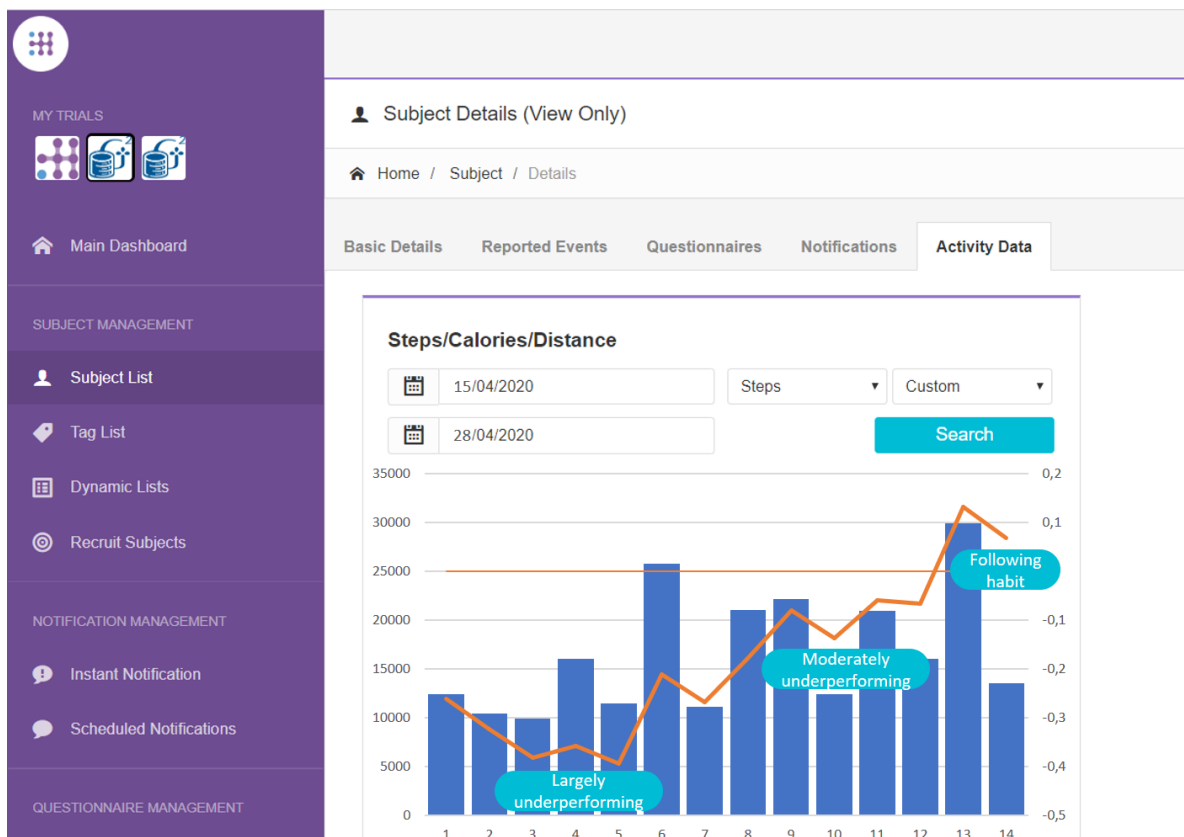 MY TRIALS
2
2
Main Dashboard
SUBJECT MANAGEMENT
Subject List
Tag List
Dynamic Lists
Recruit Subjects
NOTIFICATION MANAGEMENT
Instant Notification
Scheduled Notifications
QUESTIONNAIRE MANAGEMENT
Subject Details (View Only)
Home / Subject / Details
Basic Details Reported Events Questionnaires Notifications Activity Data
Steps/Calories/Distance
15/04/2020 Steps Custom
28/04/2020 Search
35000 0,2
30000 0,1
25000
Following
habit
20000 -0,1
15000 -0,2
Moderately
underperforming
10000 -0,3
5000 -0,4
Largely
underperforming
0 -0,5
1 2 3 4 5 6 7 8 9 10 11 12 13 14